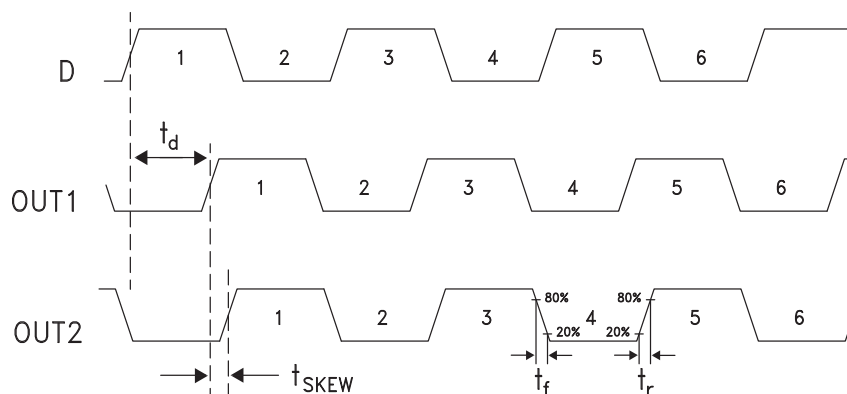 D 1 2 3 4 5 6
t_d
OUT1 1 2 3 4 5 6
OUT2 1 2 3 80% 20% 4 80% 20% 5 6
t_SKEW t_f t_r